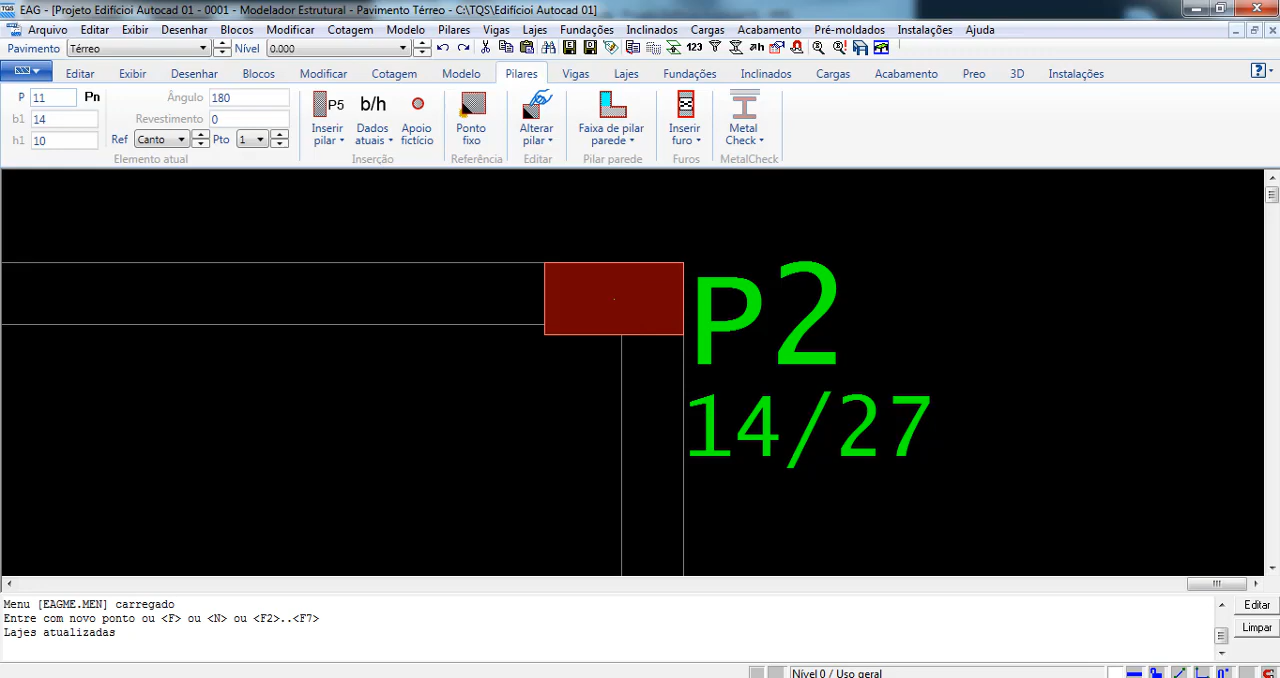 TQS EAG - [Projeto Edifícioi Autocad 01 - 0001 - Modelador Estrutural - Pavimento Térreo - C:\TQS\Edifícioi Autocad 01]
Arquivo Editar Exibir Desenhar Blocos Modificar Cotagem Modelo Pilares Vigas Lajes Fundações Inclinados Cargas Acabamento Pré-moldados Instalações Ajuda
Pavimento Térreo Nível 0.000 123
Editar Exibir Desenhar Blocos Modificar Cotagem Modelo Pilares Vigas Lajes Fundações Inclinados Cargas Acabamento Preo 3D Instalações
P 11 Pn Ângulo 180
b1 14 Revestimento 0
h1 10 Ref Canto Pto 1
Elemento atual
P5 b/h
Inserir pilar
Dados atuais
Apoio fictício
Inserção
Ponto fixo
Referência
Alterar pilar
Editar
Faixa de pilar parede
Pilar parede
Inserir furo
Furos
Metal Check
MetalCheck
P2
14/27
Menu [EAGME.MEN] carregado
Entre com novo ponto ou <F> ou <N> ou <F2>..<F7>
Lajes atualizadas
Editar
Limpar
Nível 0 / Uso geral